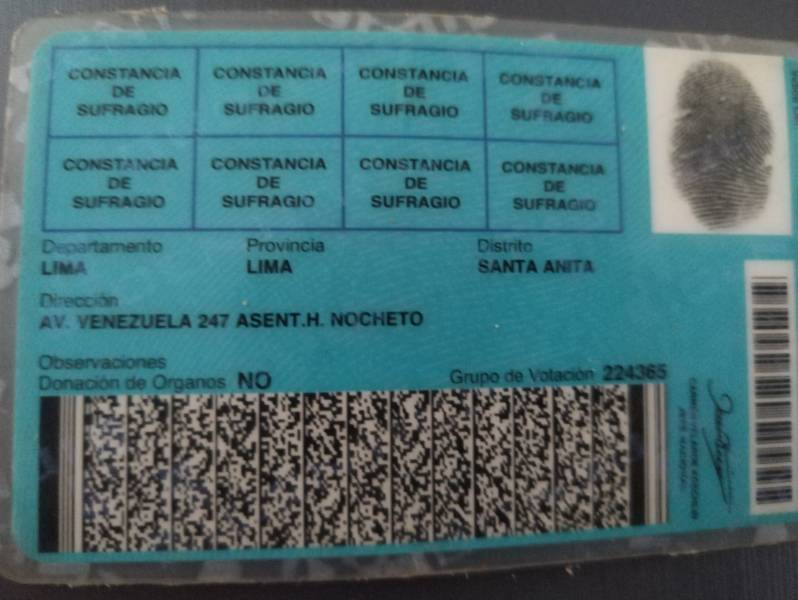 CONSTANCIA DE SUFRAGIO
CONSTANCIA DE SUFRAGIO
CONSTANCIA DE SUFRAGIO
CONSTANCIA DE SUFRAGIO
CONSTANCIA DE SUFRAGIO
CONSTANCIA DE SUFRAGIO
CONSTANCIA DE SUFRAGIO
CONSTANCIA DE SUFRAGIO
Departamento Provincia Distrito
LIMA LIMA SANTA ANITA
Dirección
AV. VENEZUELA 247 ASENT.H. NOCHETO
Observaciones
Donación de Organos NO Grupo de Votación 224365